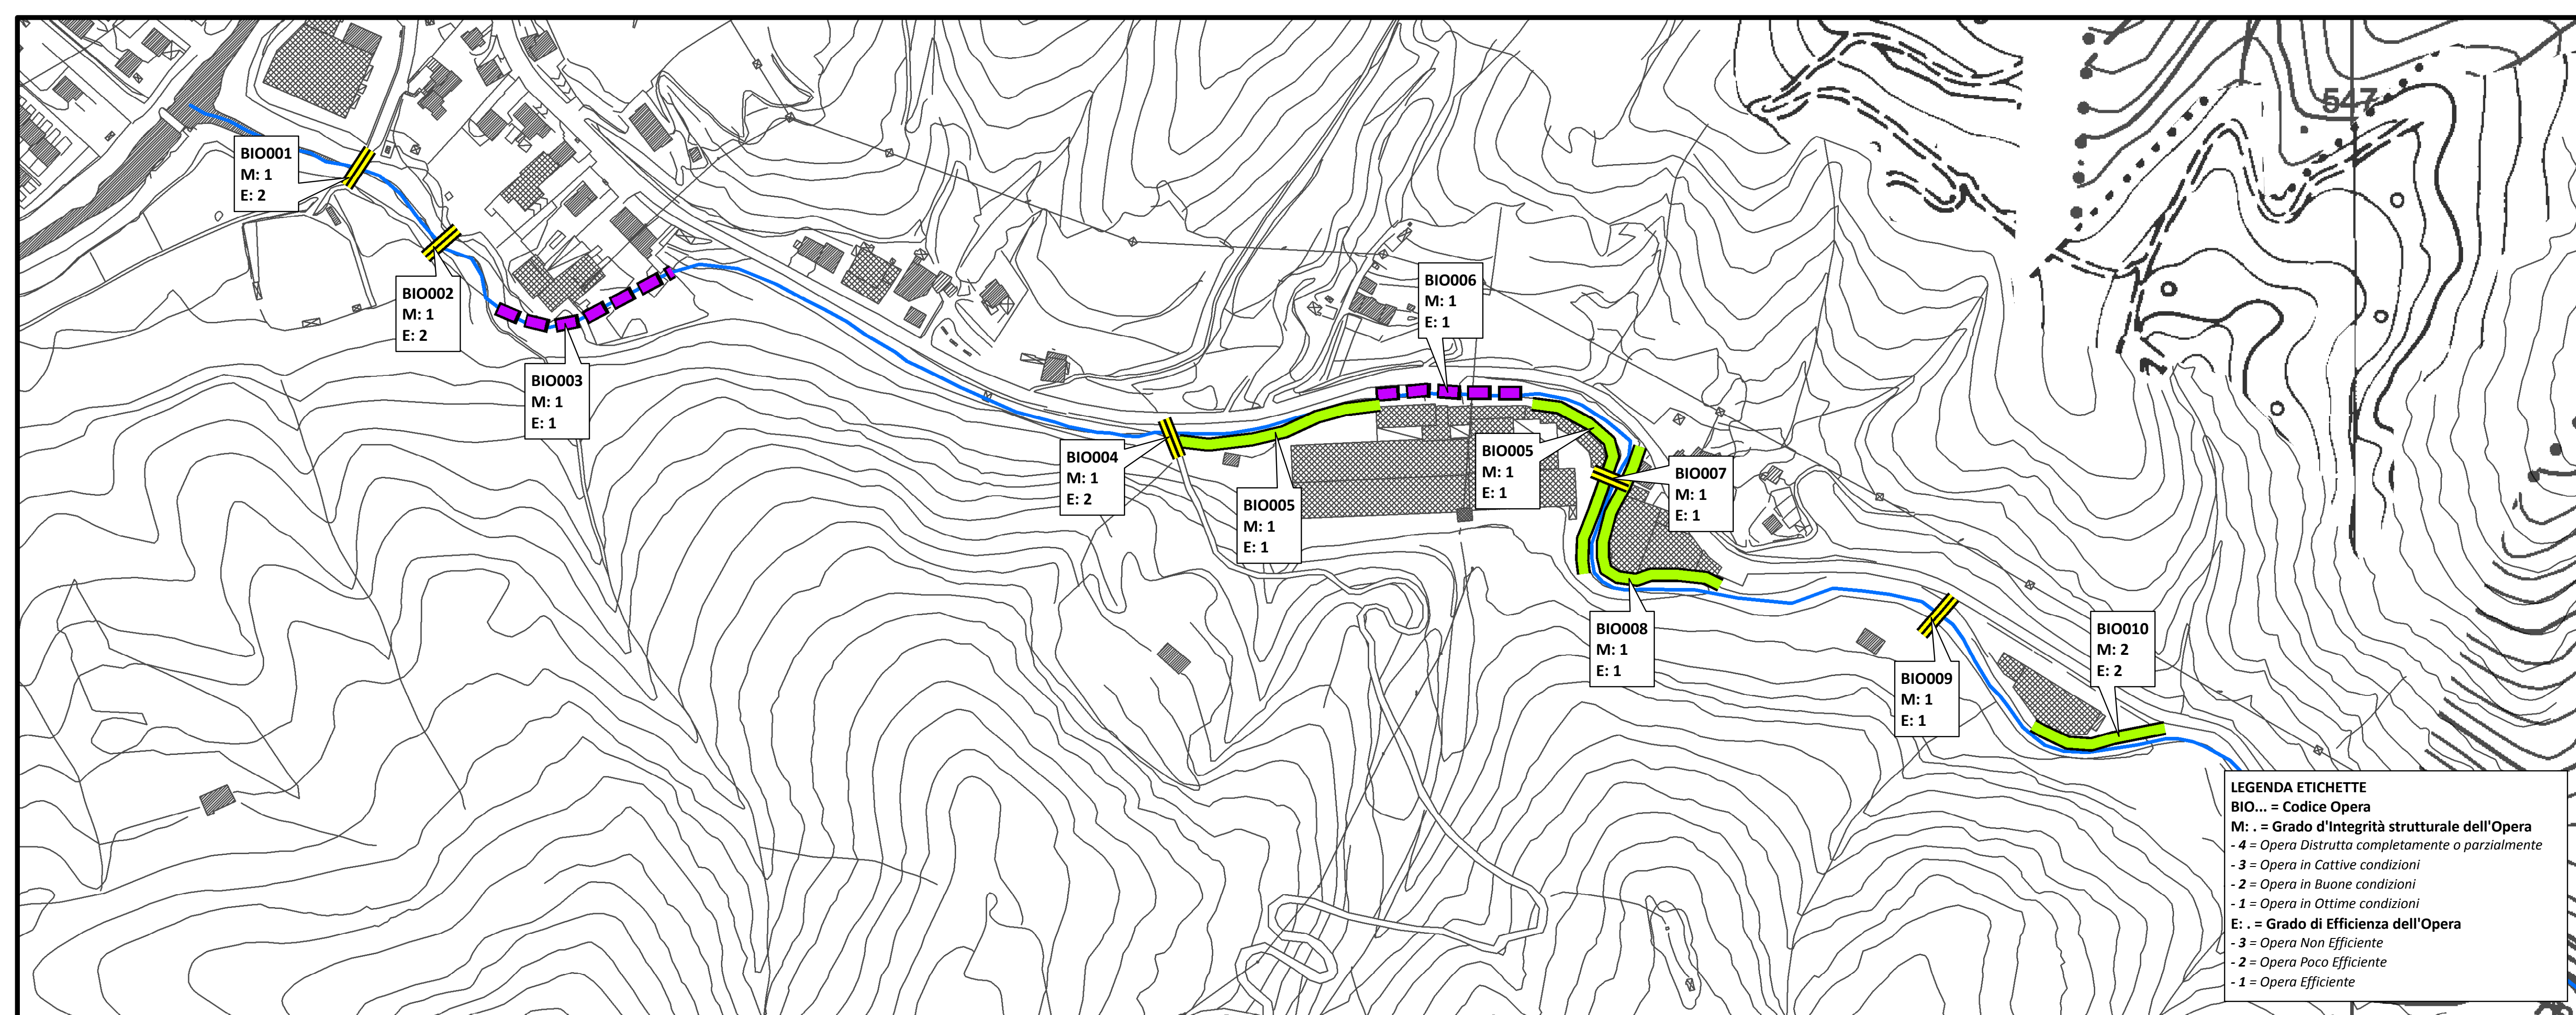 547
BIO001
M: 1
E: 2
BIO002
M: 1
E: 2
BIO003
M: 1
E: 1
BIO004
M: 1
E: 2
BIO005
M: 1
E: 1
BIO006
M: 1
E: 1
BIO005
M: 1
E: 1
BIO007
M: 1
E: 1
BIO008
M: 1
E: 1
BIO009
M: 1
E: 1
BIO010
M: 2
E: 2
LEGENDA ETICHETTE
BIO... = Codice Opera
M: . = Grado d'Integrità strutturale dell'Opera
- 4 = Opera Distrutta completamente o parzialmente
- 3 = Opera in Cattive condizioni
- 2 = Opera in Buone condizioni
- 1 = Opera in Ottime condizioni
E: . = Grado di Efficienza dell'Opera
- 3 = Opera Non Efficiente
- 2 = Opera Poco Efficiente
- 1 = Opera Efficiente